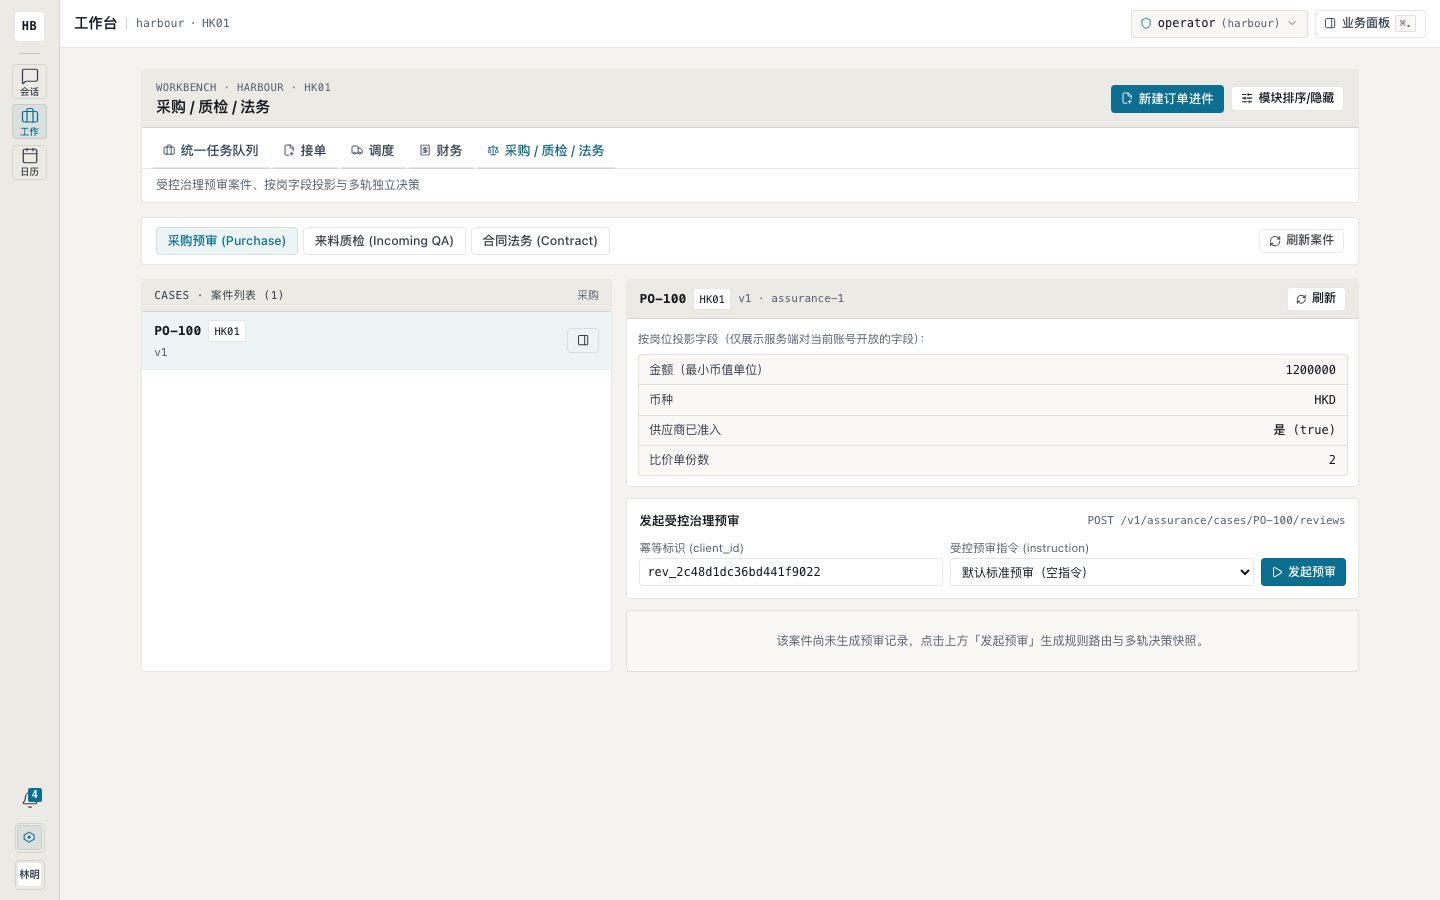 HB
会话
工作
日历
4
林明
工作台
harbour · HK01
operator (harbour)
业务面板 ⌘.
WORKBENCH · HARBOUR · HK01
采购 / 质检 / 法务
新建订单进件
模块排序/隐藏
统一任务队列
接单
调度
财务
采购 / 质检 / 法务
受控治理预审案件、按岗字段投影与多轨独立决策
采购预审 (Purchase)
来料质检 (Incoming QA)
合同法务 (Contract)
刷新案件
CASES · 案件列表 (1)
采购
PO-100 HK01
v1
PO-100 HK01 v1 · assurance-1
刷新
按岗位投影字段（仅展示服务端对当前账号开放的字段）：
金额（最小币值单位） 1200000
币种 HKD
供应商已准入 是 (true)
比价单份数 2
发起受控治理预审
POST /v1/assurance/cases/PO-100/reviews
幂等标识 (client_id)
rev_2c48d1dc36bd441f9022
受控预审指令 (instruction)
默认标准预审（空指令）
发起预审
该案件尚未生成预审记录，点击上方「发起预审」生成规则路由与多轨决策快照。